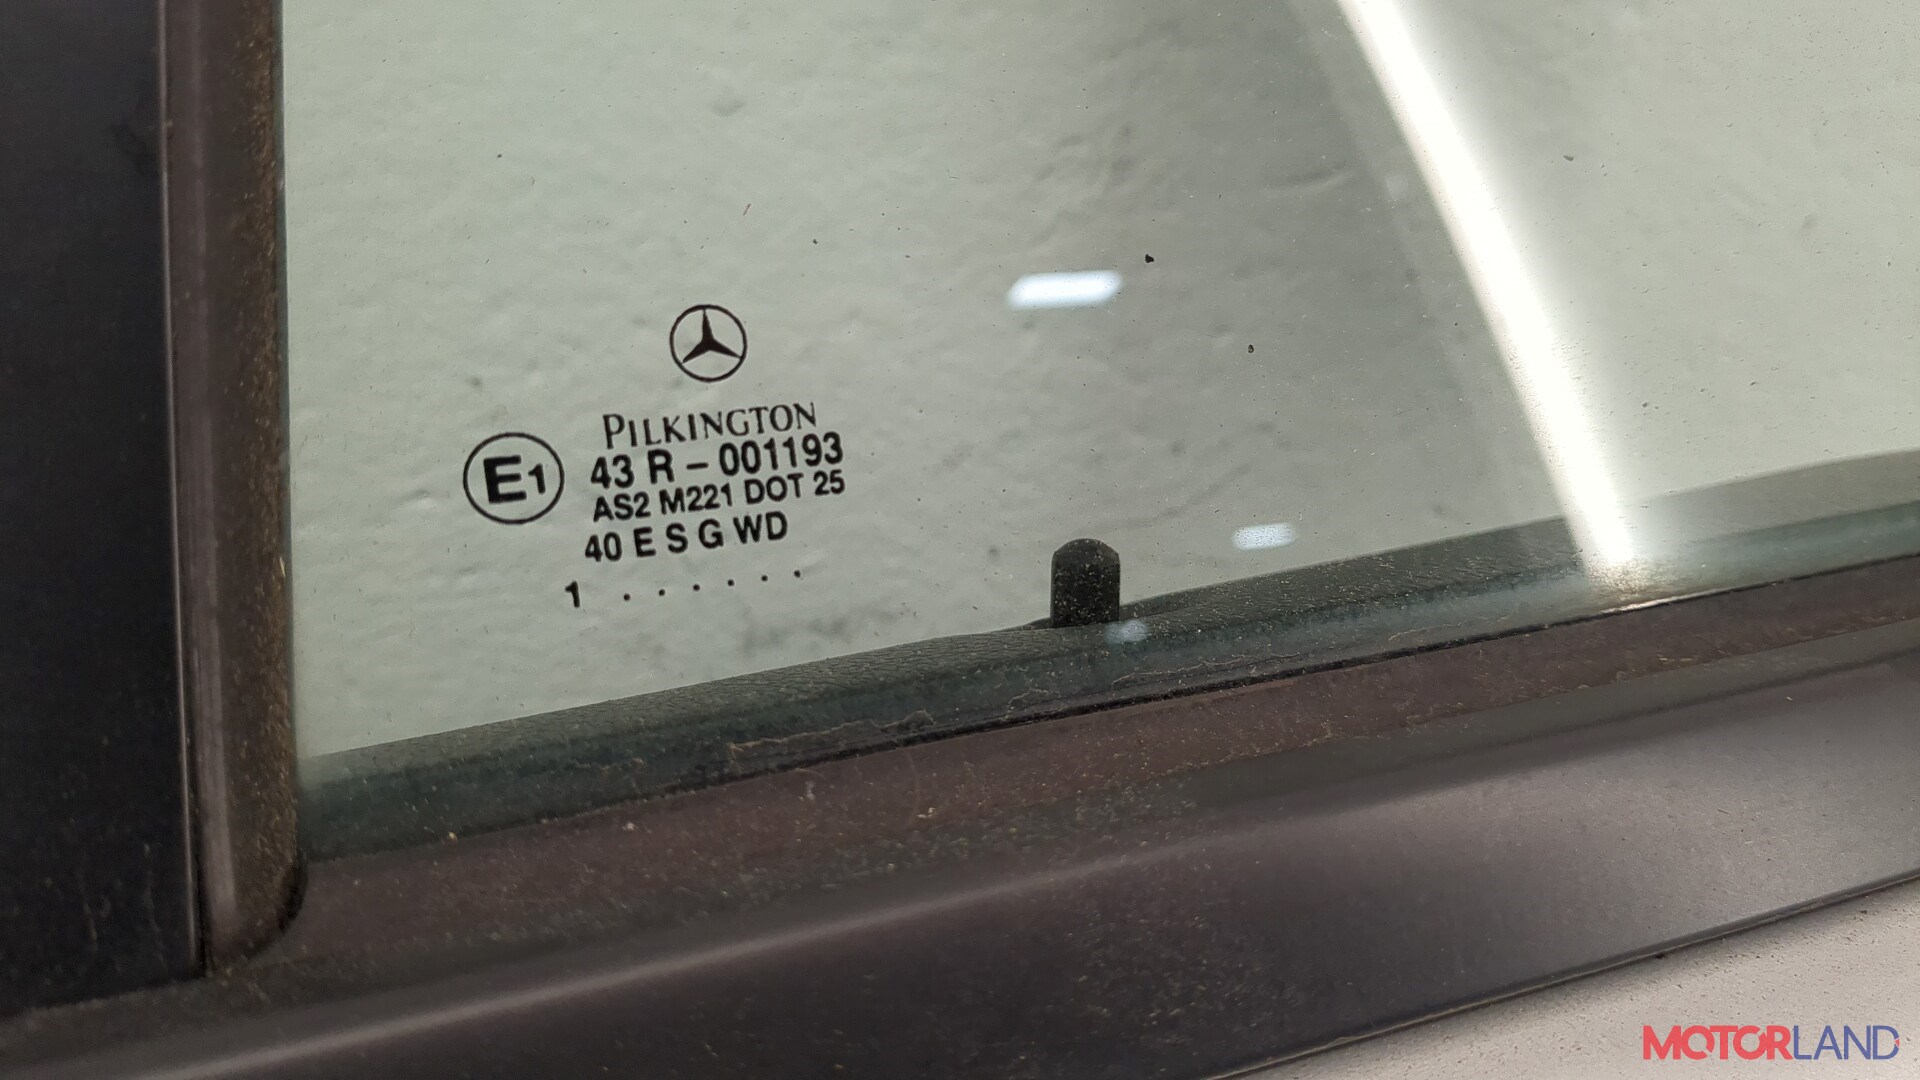 PILKINGTON
E1
43 R - 001193
AS2 M221 DOT 25
40 E S G WD
1 . . . . . .
MOTORLAND